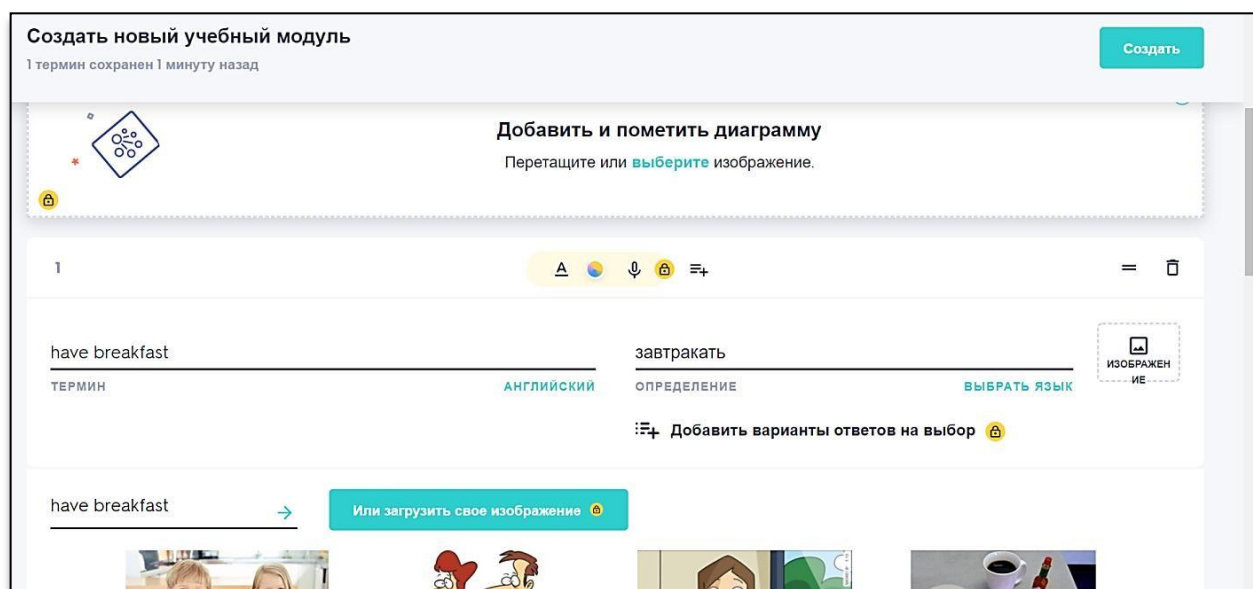 Создать новый учебный модуль
1 термин сохранен 1 минуту назад
Создать
Добавить и пометить диаграмму
Перетащите или выберите изображение.
1
have breakfast
завтракать
ТЕРМИН
АНГЛИЙСКИЙ
ОПРЕДЕЛЕНИЕ
ВЫБРАТЬ ЯЗЫК
ИЗОБРАЖЕН
ИЕ
Добавить варианты ответов на выбор
have breakfast
Или загрузить свое изображение